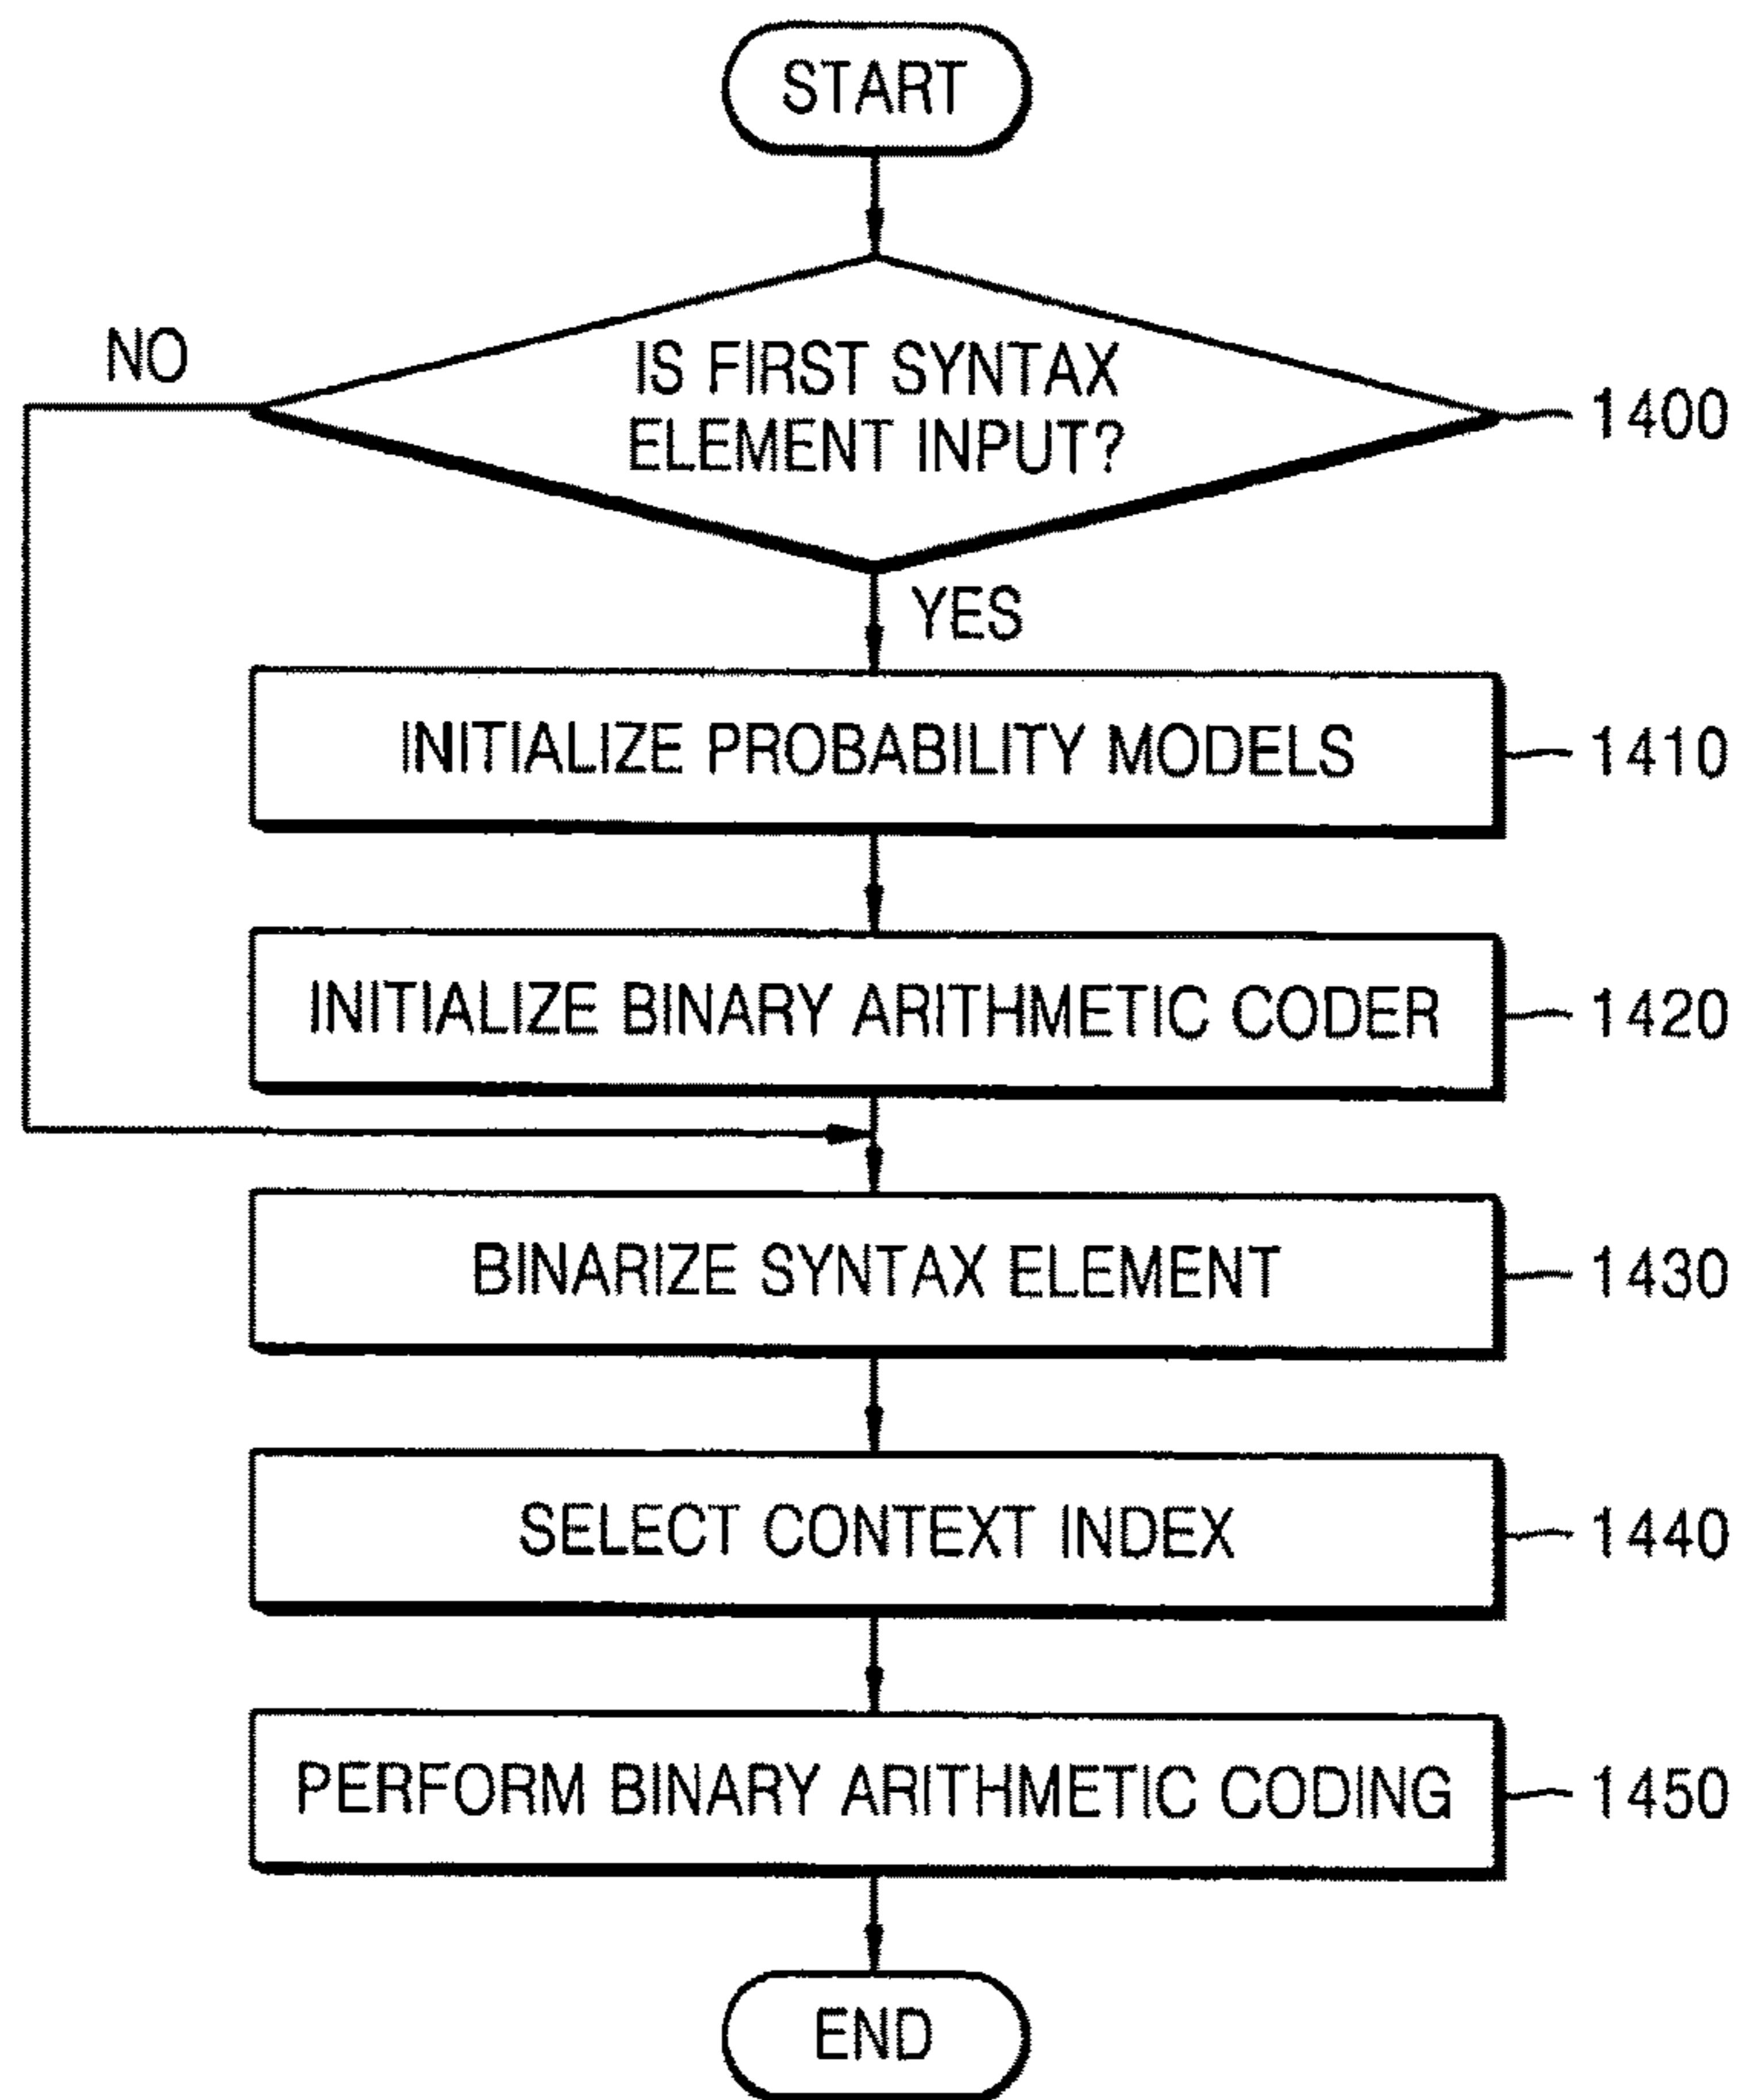 START
NO
IS FIRST SYNTAX
ELEMENT INPUT?
1400
YES
INITIALIZE PROBABILITY MODELS
1410
INITIALIZE BINARY ARITHMETIC CODER
1420
BINARIZE SYNTAX ELEMENT
1430
SELECT CONTEXT INDEX
1440
PERFORM BINARY ARITHMETIC CODING
1450
END